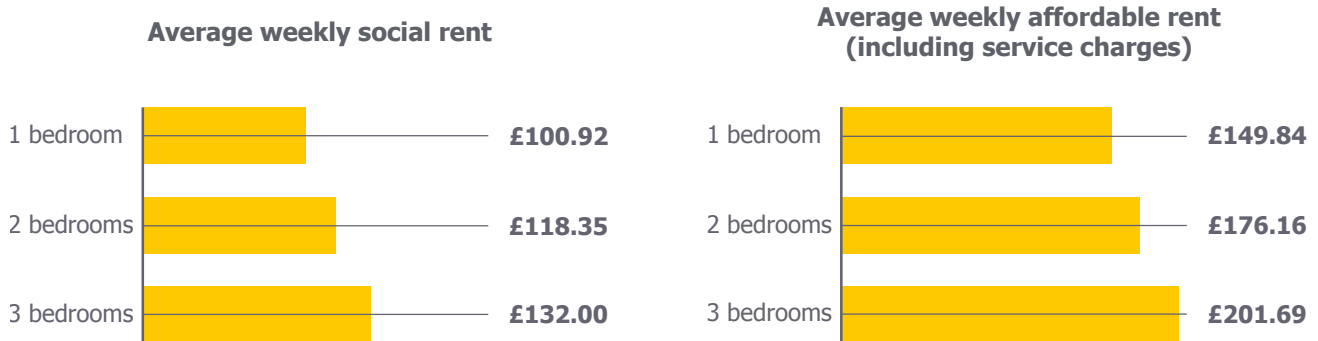 Average weekly social rent
1 bedroom £100.92
2 bedrooms £118.35
3 bedrooms £132.00
Average weekly affordable rent
(including service charges)
1 bedroom £149.84
2 bedrooms £176.16
3 bedrooms £201.69